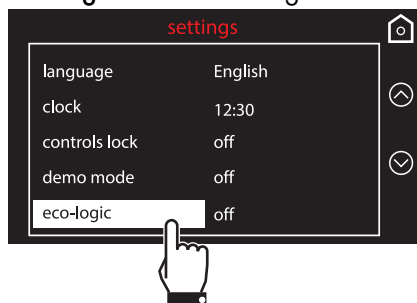 settings
language English
clock 12:30
controls lock off
demo mode off
eco-logic off